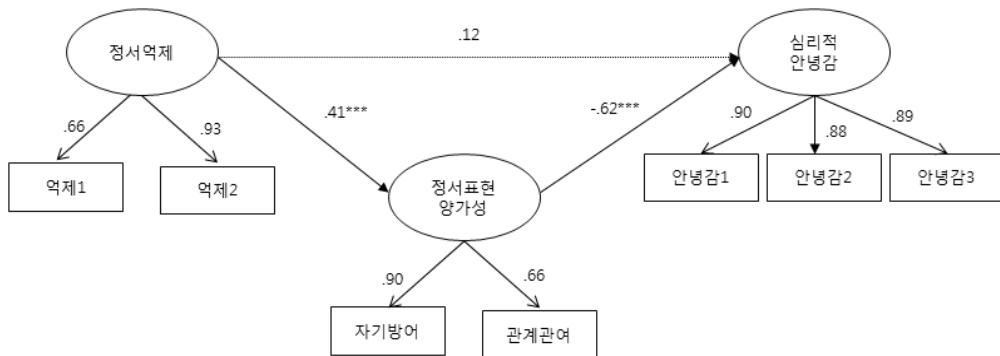 정서억제
.12
심리적
안녕감
.41***
-.62***
.66
.93
.90
.88
.89
억제1
억제2
정서표현
양가성
안녕감1
안녕감2
안녕감3
.90
.66
자기방어
관계관여